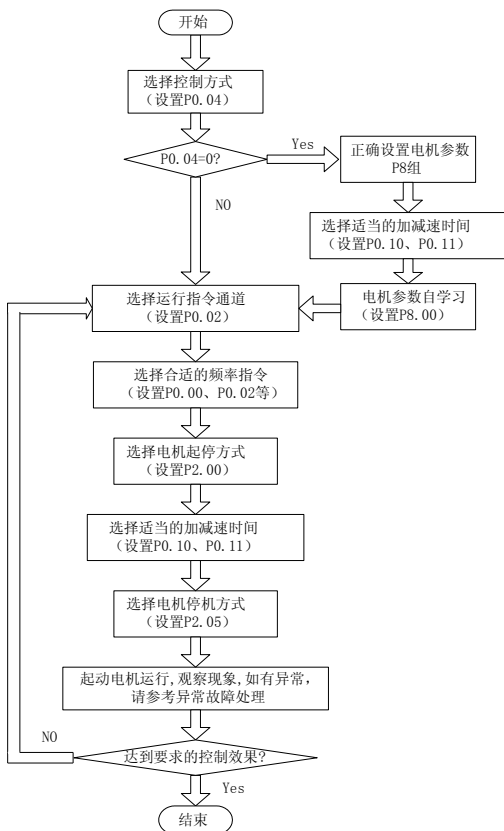 开始
选择控制方式
（设置P0.04）
P0.04=0?
Yes
正确设置电机参数
P8组
NO
选择适当的加减速时间
（设置P0.10、P0.11）
电机参数自学习
（设置P8.00）
选择运行指令通道
（设置P0.02）
选择合适的频率指令
（设置P0.00、P0.02等）
选择电机起停方式
（设置P2.00）
选择适当的加减速时间
（设置P0.10、P0.11）
选择电机停机方式
（设置P2.05）
起动电机运行,观察现象,如有异常，
请参考异常故障处理
NO
达到要求的控制效果?
Yes
结束